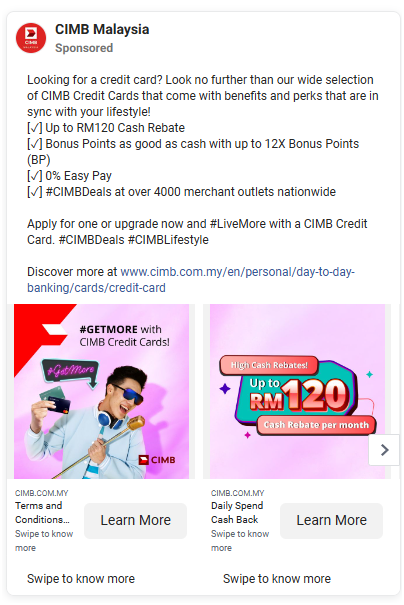 CIMB Malaysia
Sponsored
Looking for a credit card? Look no further than our wide selection
of CIMB Credit Cards that come with benefits and perks that are in
sync with your lifestyle!
[✓] Up to RM120 Cash Rebate
[✓] Bonus Points as good as cash with up to 12X Bonus Points
(BP)
[✓] 0% Easy Pay
[✓] #CIMBDeals at over 4000 merchant outlets nationwide
Apply for one or upgrade now and #LiveMore with a CIMB Credit
Card. #CIMBDeals #CIMBLifestyle
Discover more at www.cimb.com.my/en/personal/day-to-day-
banking/cards/credit-card
#GETMORE with
CIMB Credit Cards!
#GetMore
CIMB
High Cash Rebates!
Up to
RM120
Cash Rebate per month
CIMB.COM.MY
Terms and
Conditions...
Swipe to know
more
Learn More
CIMB.COM.MY
Daily Spend
Cash Back
Swipe to know
more
Learn More
Swipe to know more
Swipe to know more